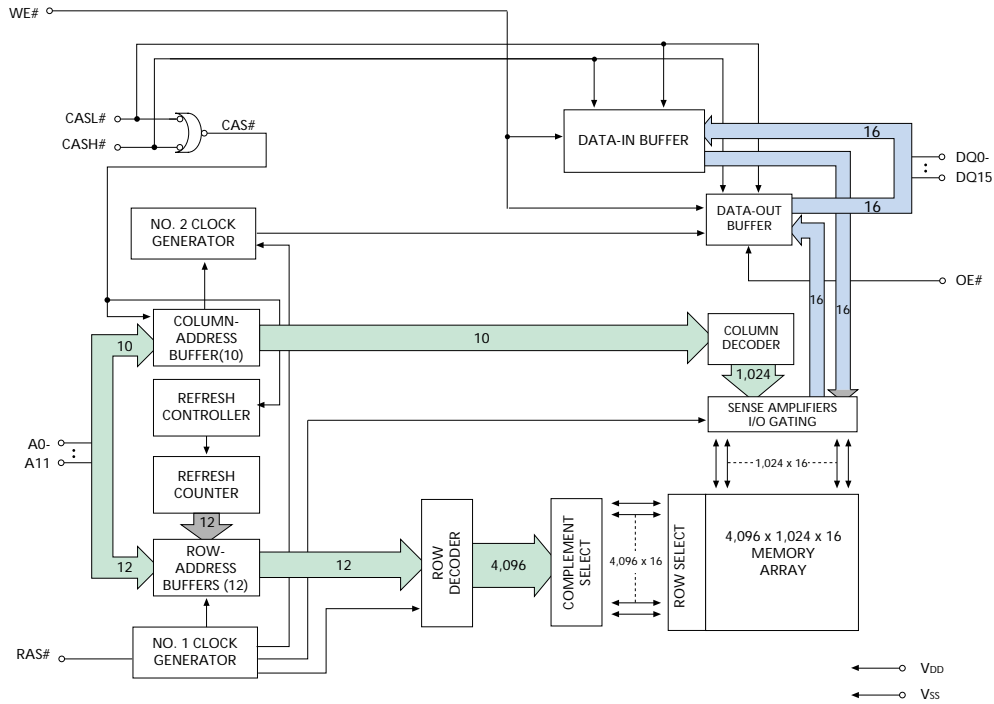 WE#
CASL#
CASH#
CAS#
DATA-IN BUFFER
16
DQ0-
DQ15
16
DATA-OUT
BUFFER
NO. 2 CLOCK
GENERATOR
OE#
16
16
COLUMN-
ADDRESS
BUFFER(10)
10
10
COLUMN
DECODER
1,024
REFRESH
CONTROLLER
SENSE AMPLIFIERS
I/O GATING
A0-
A11
1,024 x 16
REFRESH
COUNTER
12
ROW-
ADDRESS
BUFFERS (12)
12
12
ROW
DECODER
4,096
COMPLEMENT
SELECT
4,096 x 16
ROW SELECT
4,096 x 1,024 x 16
MEMORY
ARRAY
RAS#
NO. 1 CLOCK
GENERATOR
VDD
VSS